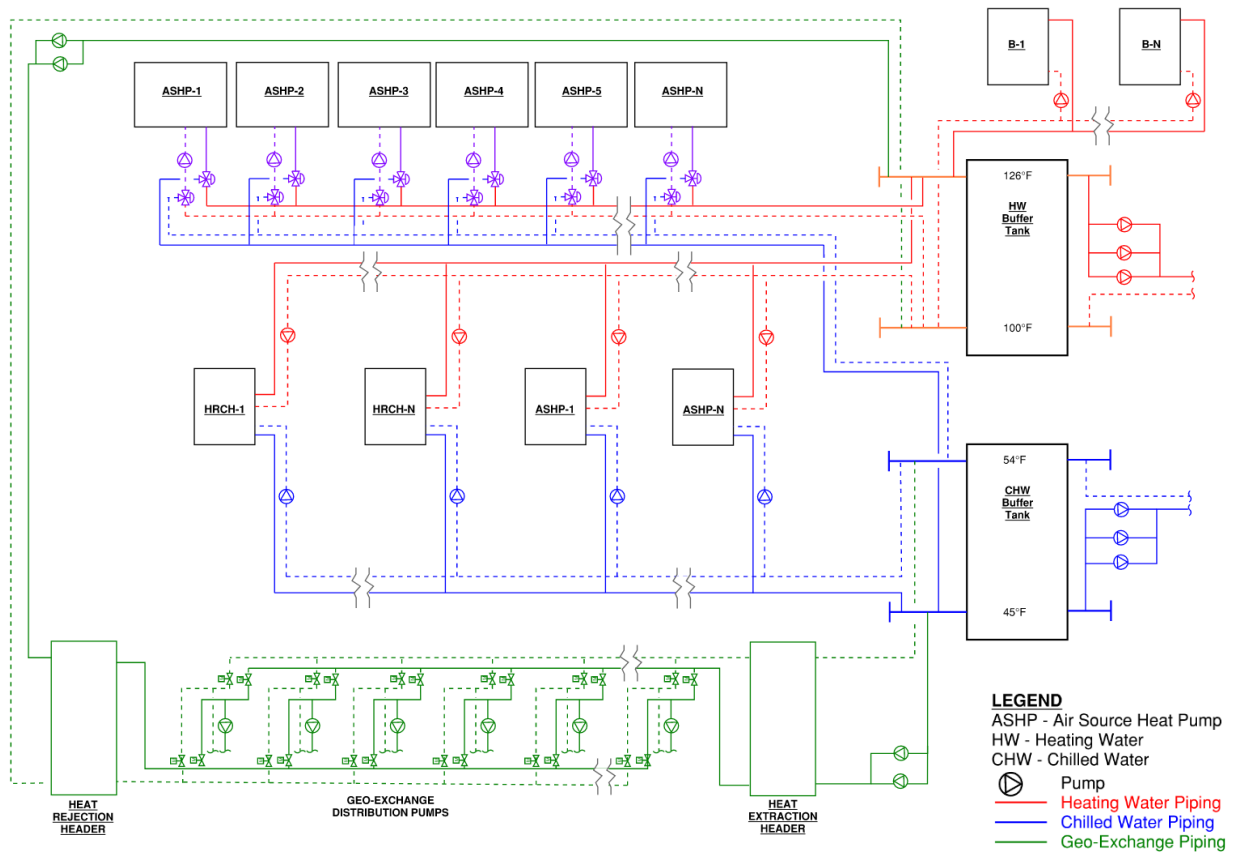 B-1
B-N
ASHP-1
ASHP-2
ASHP-3
ASHP-4
ASHP-5
ASHP-N
126°F
HW
Buffer
Tank
100°F
HRCH-1
HRCH-N
ASHP-1
ASHP-N
54°F
CHW
Buffer
Tank
45°F
HEAT
REJECTION
HEADER
GEO-EXCHANGE
DISTRIBUTION PUMPS
HEAT
EXTRACTION
HEADER
LEGEND
ASHP - Air Source Heat Pump
HW - Heating Water
CHW - Chilled Water
Pump
Heating Water Piping
Chilled Water Piping
Geo-Exchange Piping